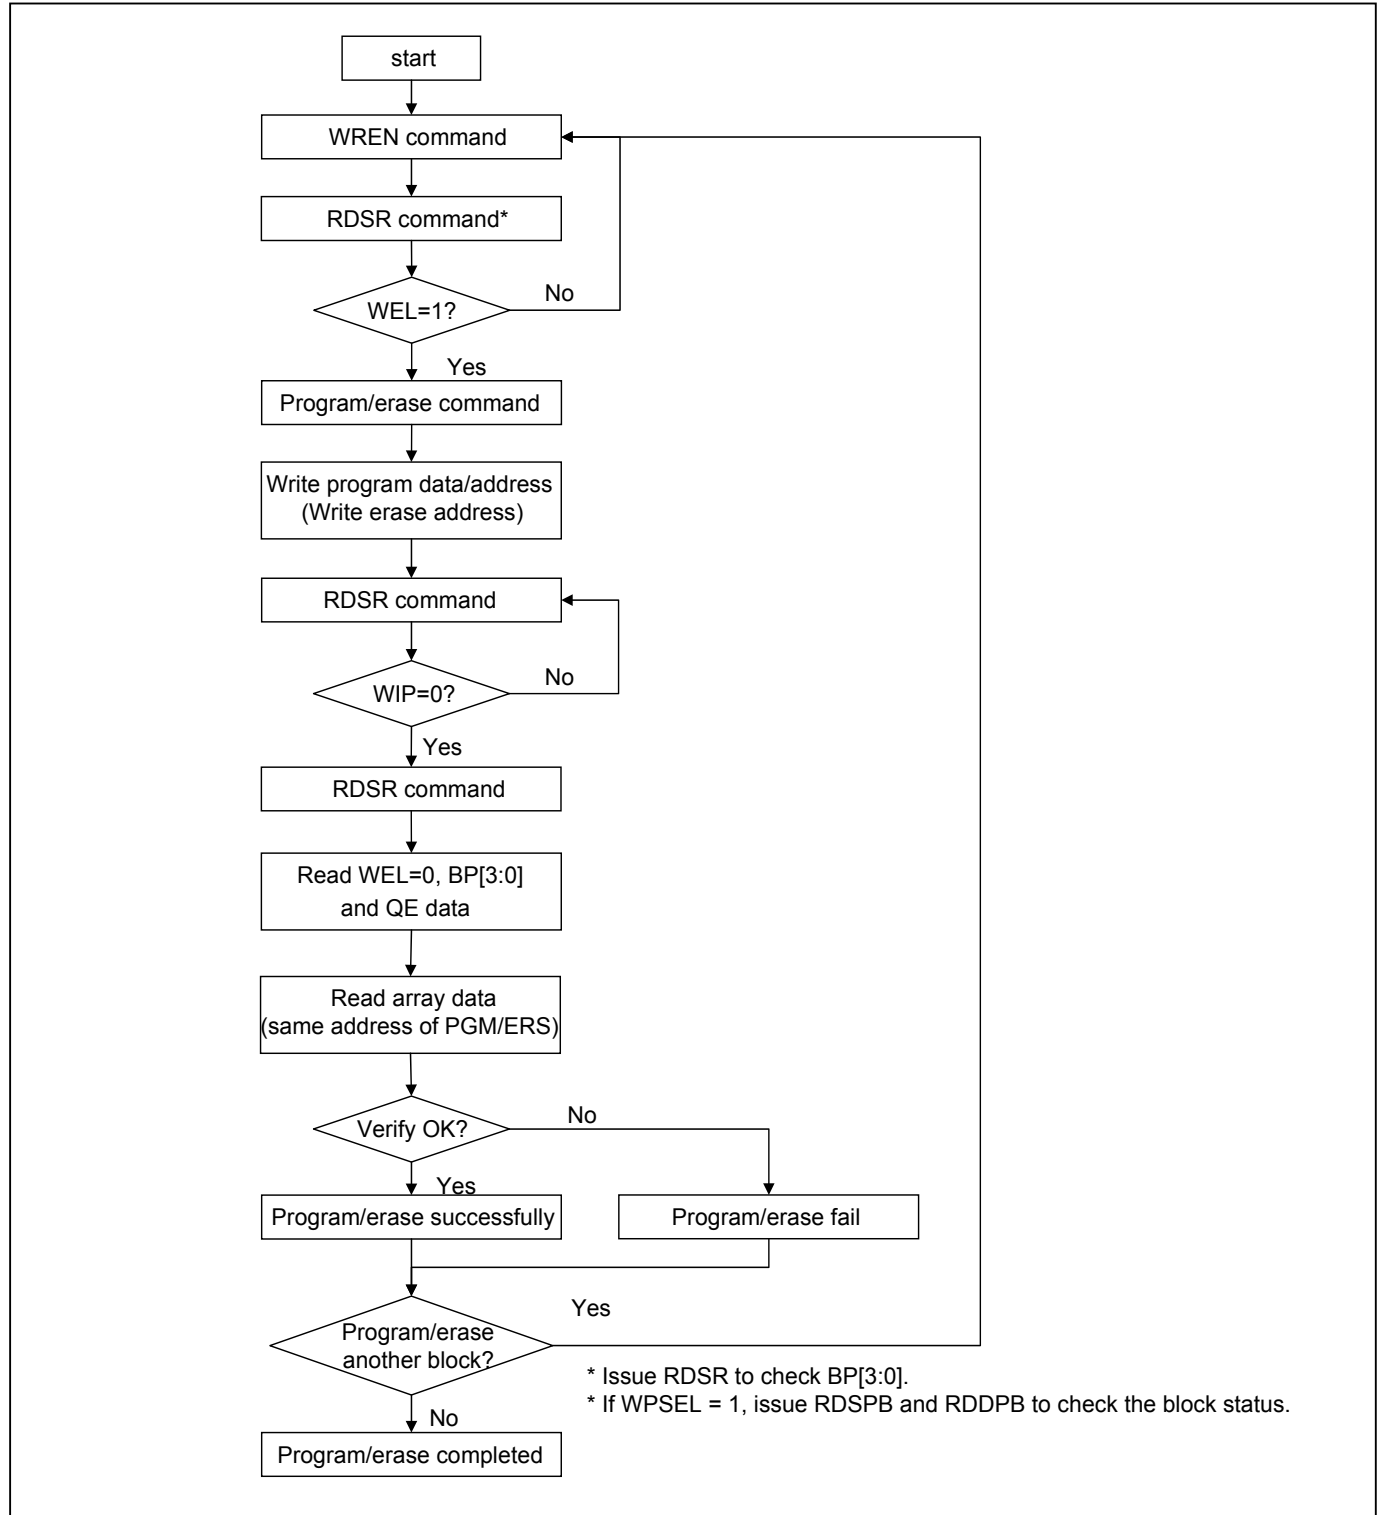 start
WREN command
RDSR command*
WEL=1?
No
Yes
Program/erase command
Write program data/address
(Write erase address)
RDSR command
WIP=0?
No
Yes
RDSR command
Read WEL=0, BP[3:0]
and QE data
Read array data
(same address of PGM/ERS)
Verify OK?
No
Yes
Program/erase successfully
Program/erase fail
Program/erase
another block?
Yes
* Issue RDSR to check BP[3:0].
* If WPSEL = 1, issue RDSPB and RDDPB to check the block status.
No
Program/erase completed